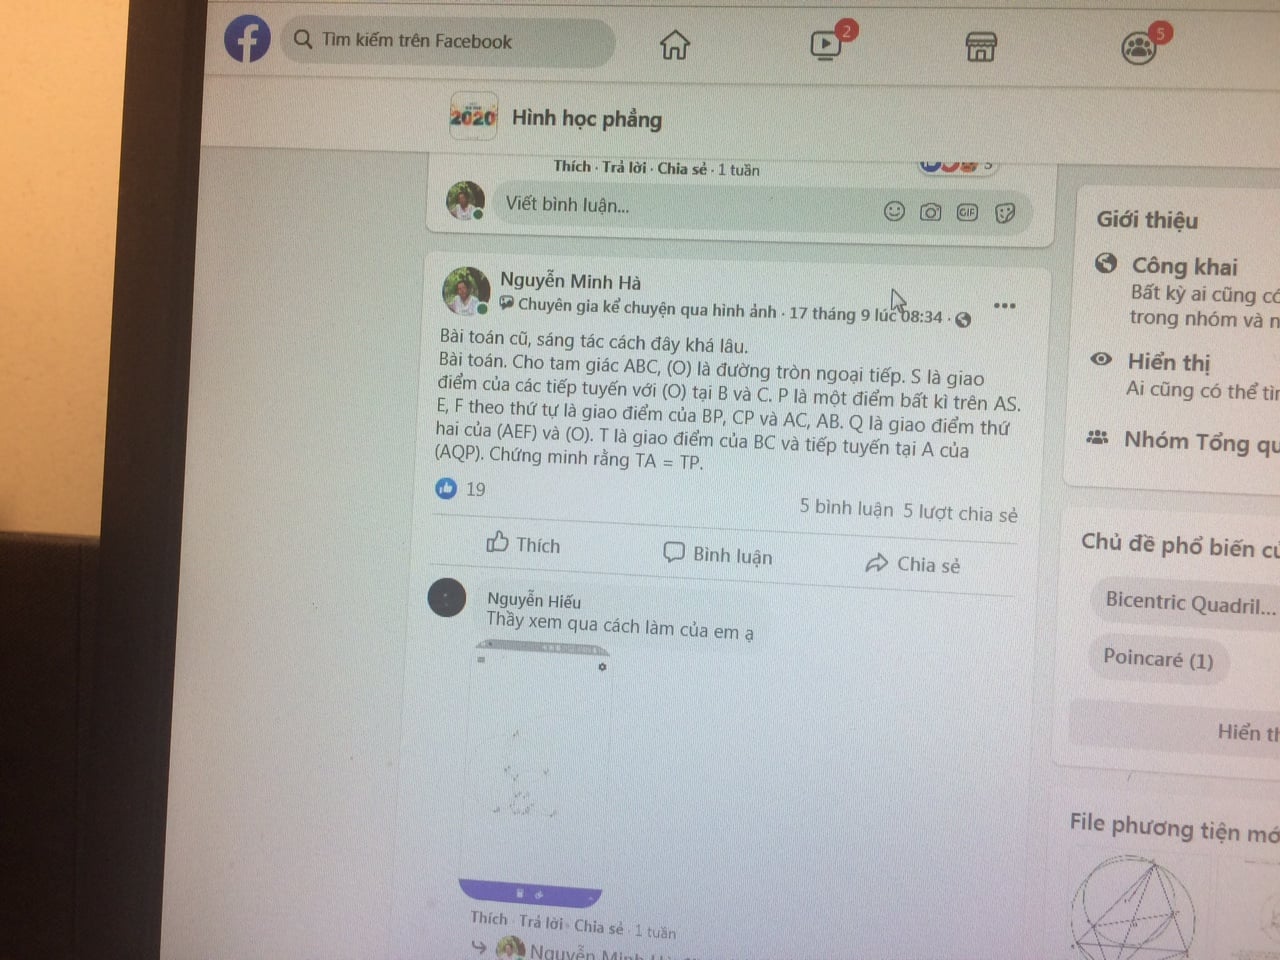 Tìm kiếm trên Facebook
2
5
2020
Hình học phẳng
Thích · Trả lời · Chia sẻ · 1 tuần
Viết bình luận...
GIF
Nguyễn Minh Hà
Chuyên gia kể chuyện qua hình ảnh · 17 tháng 9 lúc 08:34 ·
Bài toán cũ, sáng tác cách đây khá lâu.
Bài toán. Cho tam giác ABC, (O) là đường tròn ngoại tiếp. S là giao
điểm của các tiếp tuyến với (O) tại B và C. P là một điểm bất kì trên AS.
E, F theo thứ tự là giao điểm của BP, CP và AC, AB. Q là giao điểm thứ
hai của (AEF) và (O). T là giao điểm của BC và tiếp tuyến tại A của
(AQP). Chứng minh rằng TA = TP.
19
5 bình luận 5 lượt chia sẻ
Thích
Bình luận
Chia sẻ
Nguyễn Hiếu
Thầy xem qua cách làm của em ạ
Thích · Trả lời · Chia sẻ · 1 tuần
Nguyễn Minh
Giới thiệu
Công khai
Bất kỳ ai cũng có
trong nhóm và n
Hiển thị
Ai cũng có thể tì
Nhóm Tổng qu
Chủ đề phổ biến củ
Bicentric Quadril...
Poincaré (1)
Hiển th
File phương tiện mớ